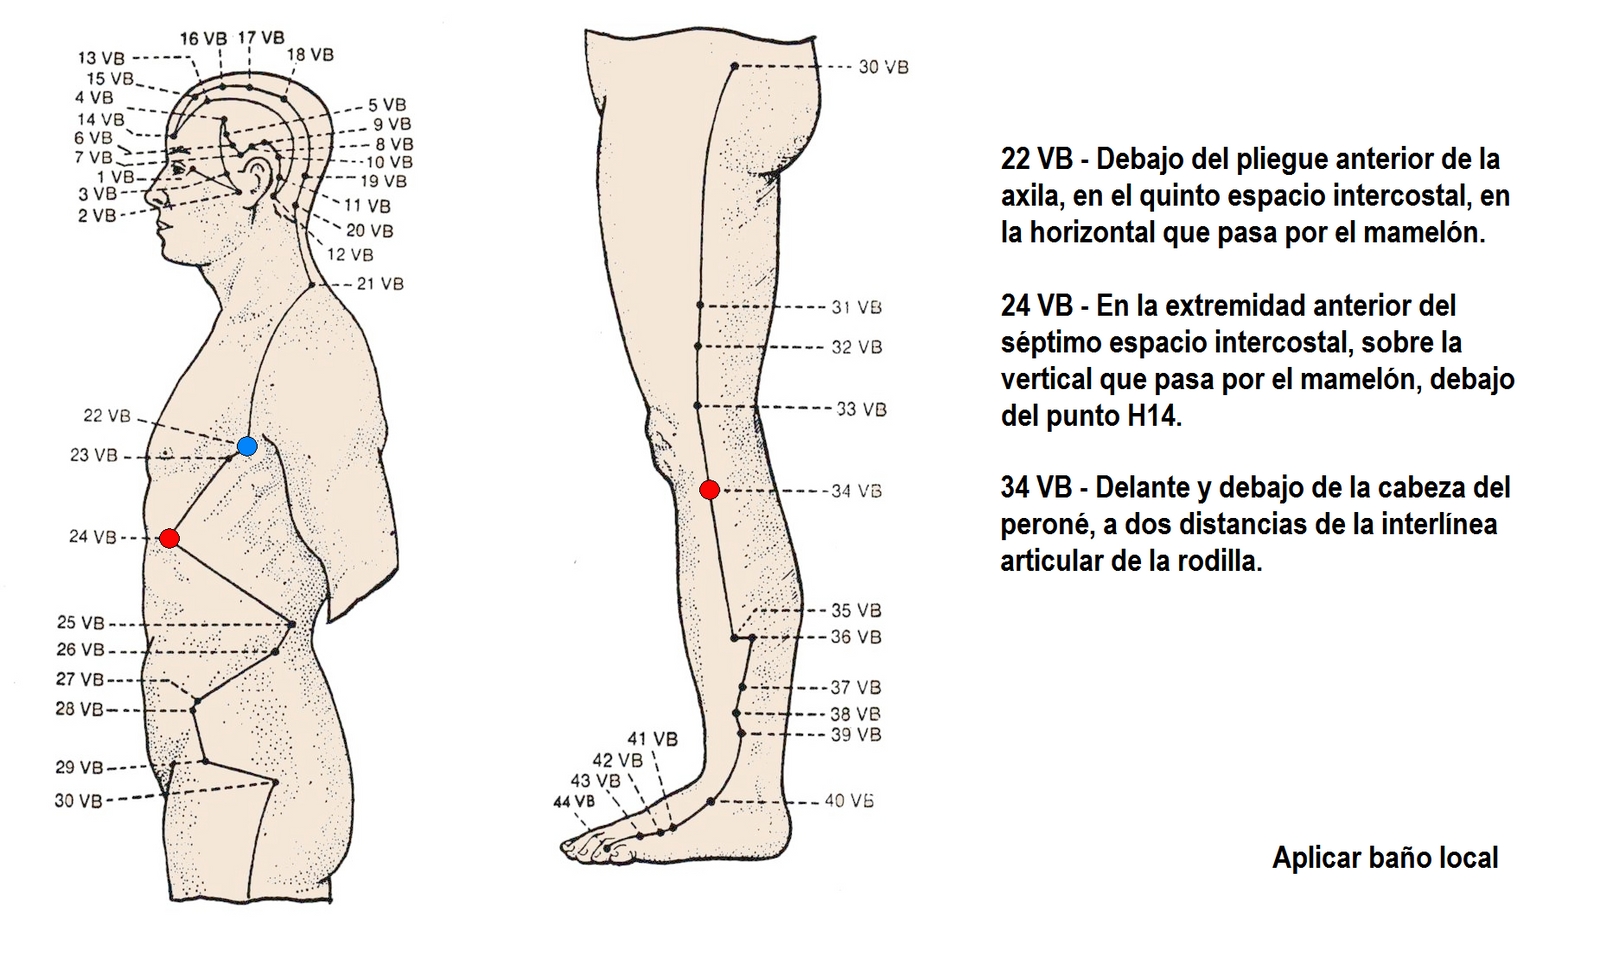 16 VB
17 VB
13 VB
18 VB
15 VB
4 VB
5 VB
14 VB
9 VB
6 VB
8 VB
7 VB
10 VB
1 VB
19 VB
3 VB
11 VB
2 VB
20 VB
12 VB
21 VB
22 VB
23 VB
24 VB
25 VB
26 VB
27 VB
28 VB
29 VB
30 VB
30 VB
31 VB
32 VB
33 VB
34 VB
35 VB
36 VB
37 VB
38 VB
39 VB
41 VB
42 VB
43 VB
44 VB
40 VB
22 VB - Debajo del pliegue anterior de la
axila, en el quinto espacio intercostal, en
la horizontal que pasa por el mamelón.
24 VB - En la extremidad anterior del
séptimo espacio intercostal, sobre la
vertical que pasa por el mamelón, debajo
del punto H14.
34 VB - Delante y debajo de la cabeza del
peroné, a dos distancias de la interlínea
articular de la rodilla.
Aplicar baño local